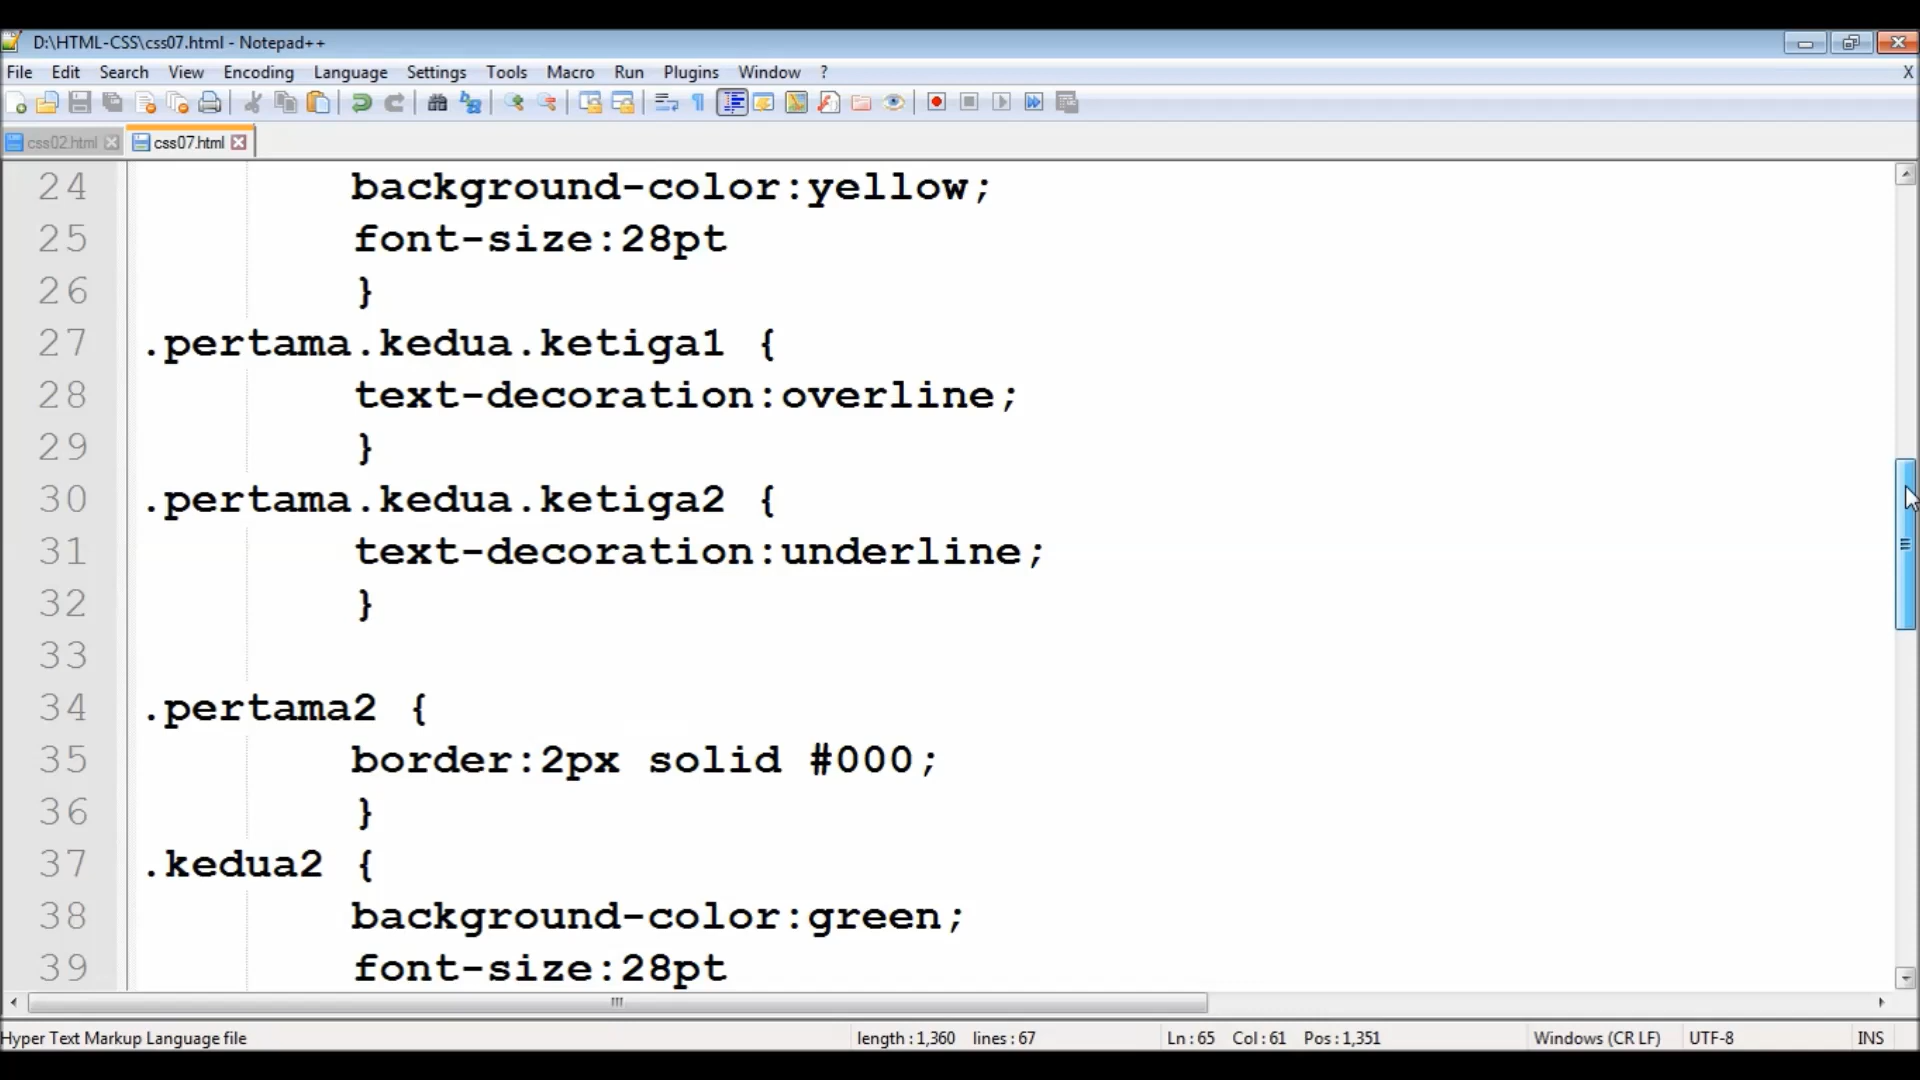 D:\HTML-CSS\css07.html - Notepad++
File Edit Search View Encoding Language Settings Tools Macro Run Plugins Window ? X
css02.html css07.html
24 background-color:yellow;
25 font-size:28pt
26 }
27 .pertama.kedua.ketiga1 {
28 text-decoration:overline;
29 }
30 .pertama.kedua.ketiga2 {
31 text-decoration:underline;
32 }
33
34 .pertama2 {
35 border:2px solid #000;
36 }
37 .kedua2 {
38 background-color:green;
39 font-size:28pt
Hyper Text Markup Language file length : 1,360 lines : 67 Ln : 65 Col : 61 Pos : 1,351 Windows (CR LF) UTF-8 INS